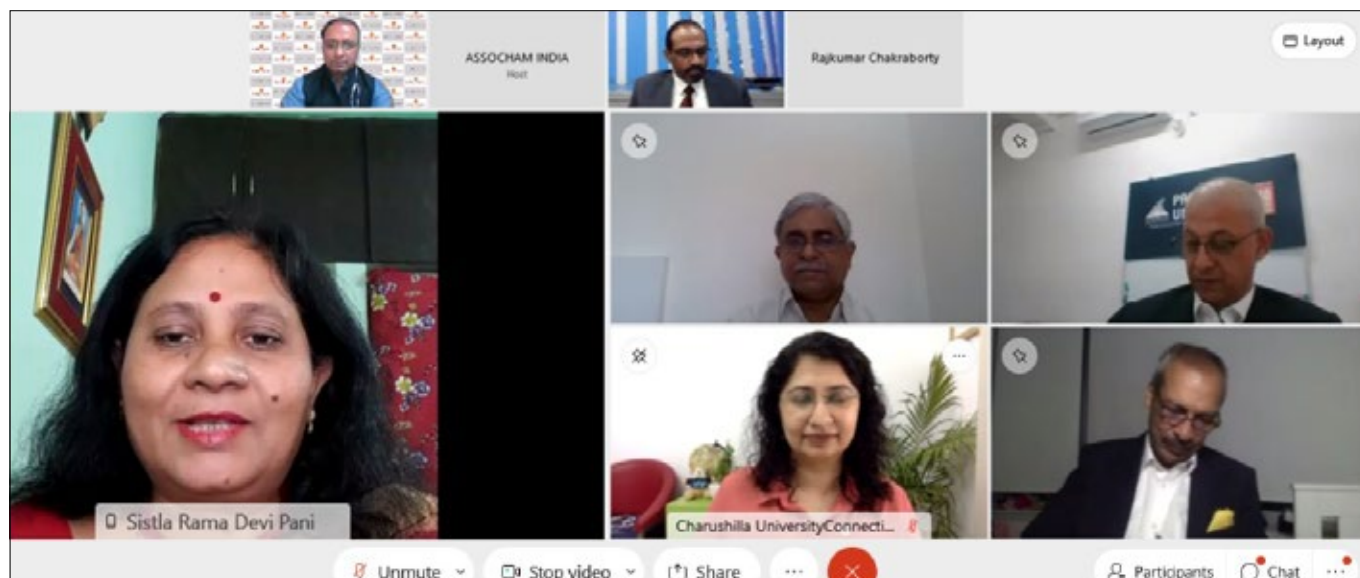 ASSOCHAM INDIA
Host
Rajkumar Chakraborty
Layout
Sistla Rama Devi Pani
Charushilla UniversityConnecti...
Unmute
Stop video
Share
Participants
Chat